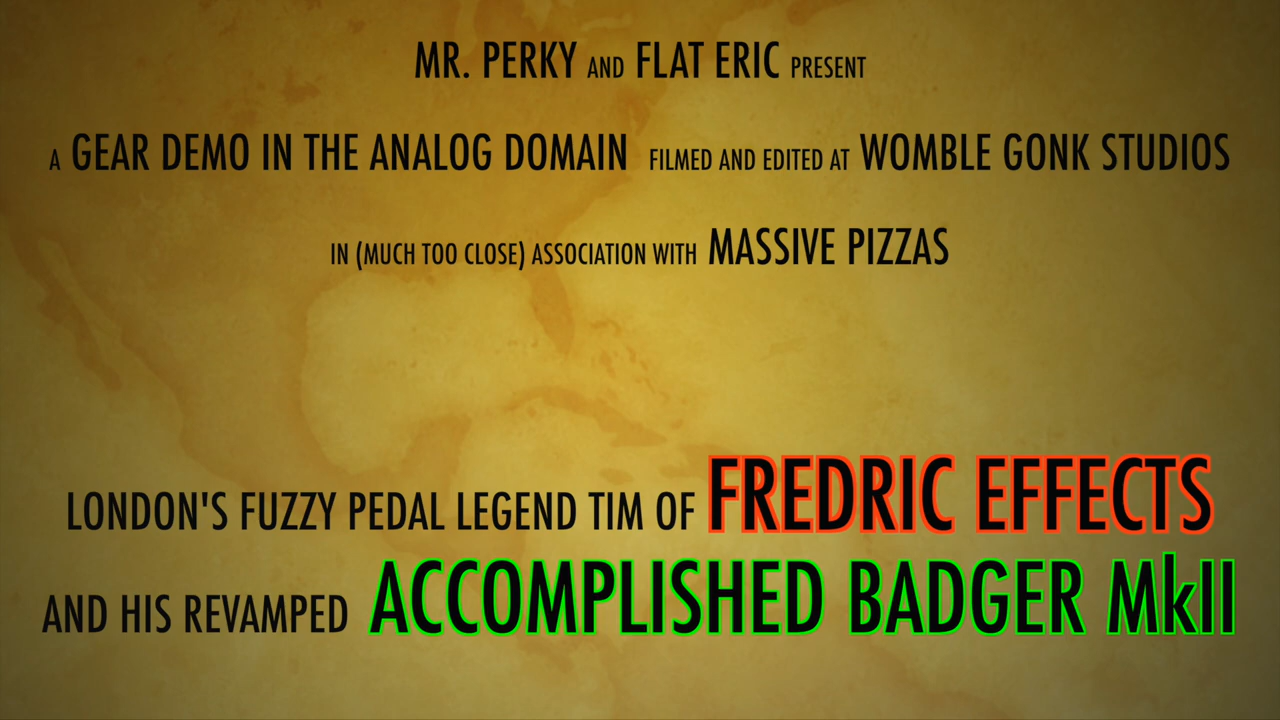 MR. PERKY AND FLAT ERIC PRESENT
A GEAR DEMO IN THE ANALOG DOMAIN FILMED AND EDITED AT WOMBLE GONK STUDIOS
IN (MUCH TOO CLOSE) ASSOCIATION WITH MASSIVE PIZZAS
LONDON'S FUZZY PEDAL LEGEND TIM OF FREDRIC EFFECTS
AND HIS REVAMPED ACCOMPLISHED BADGER MkII